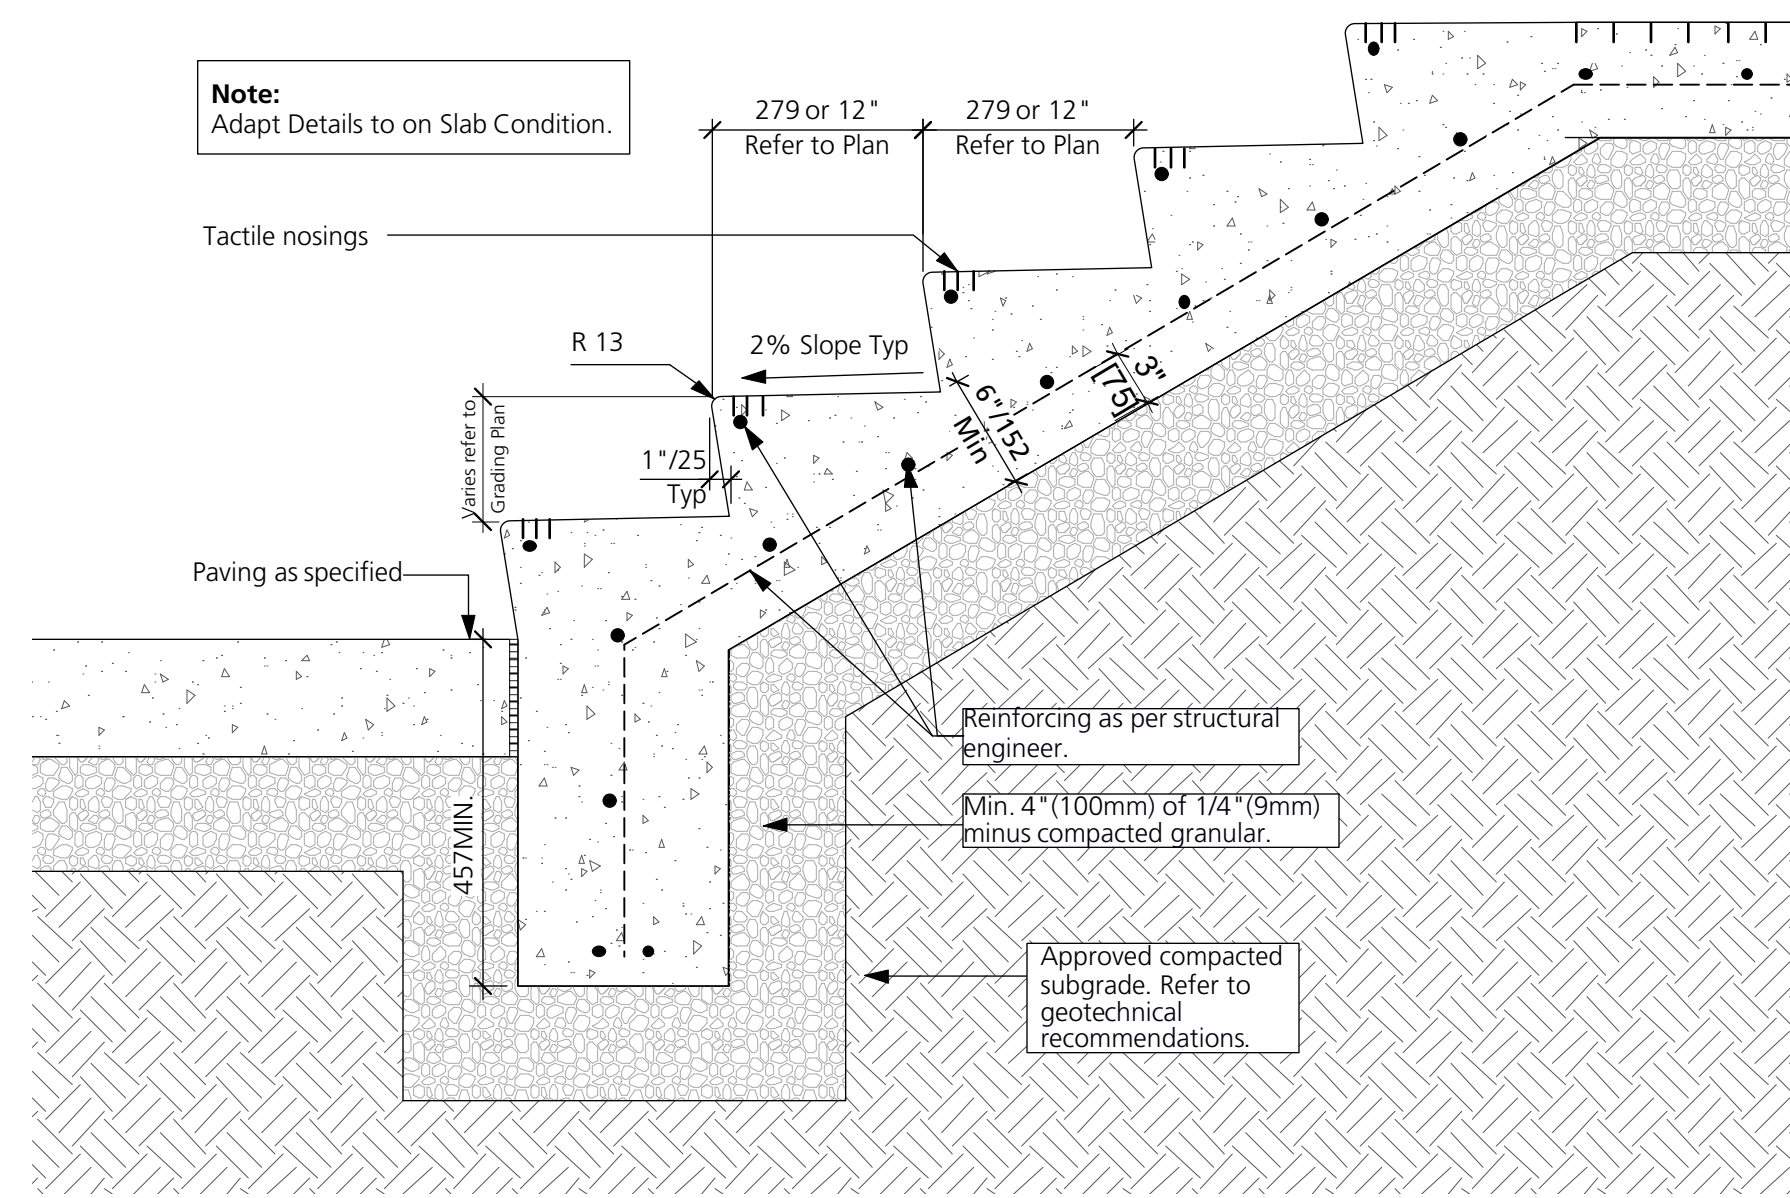 Note:
Adapt Details to on Slab Condition.
279 or 12"
Refer to Plan
279 or 12"
Refer to Plan
Tactile nosings
R 13
2% Slope Typ
3"
[75]
6"/152
Min
Varies refer to
Grading Plan
1"/25
Typ
Paving as specified
Reinforcing as per structural
engineer.
457MIN.
Min. 4"(100mm) of 1/4"(9mm)
minus compacted granular.
Approved compacted
subgrade. Refer to
geotechnical
recommendations.